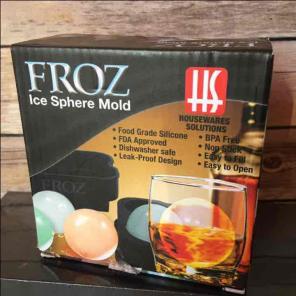 FROZ
Ice Sphere Mold
HS
HOUSEWARES
SOLUTIONS
• Food Grade Silicone
• FDA Approved
• Dishwasher safe
• Leak-Proof Design
• BPA Free
• Non Stick
• Easy to Fill
• Easy to Open
FROZ